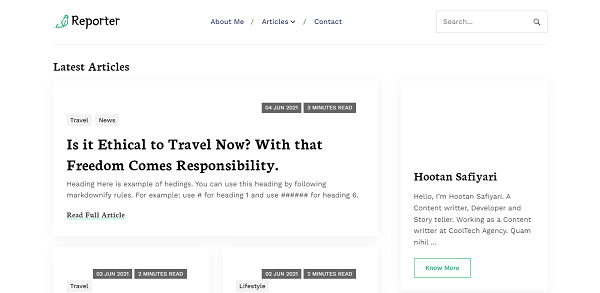 Reporter
About Me / Articles / Contact
Search...
Latest Articles
04 JUN 2021 3 MINUTES READ
Travel News
Is it Ethical to Travel Now? With that
Freedom Comes Responsibility.
Heading Here is example of hedings. You can use this heading by following
markdownify rules. For example: use # for heading 1 and use ###### for heading 6.
Read Full Article
Hootan Safiyari
Hello, I'm Hootan Safiyari. A
Content writter, Developer and
Story teller. Working as a Content
writter at CoolTech Agency. Quam
nihil ...
Know More
03 JUN 2021 2 MINUTES READ
Travel
02 JUN 2021 2 MINUTES READ
Lifestyle